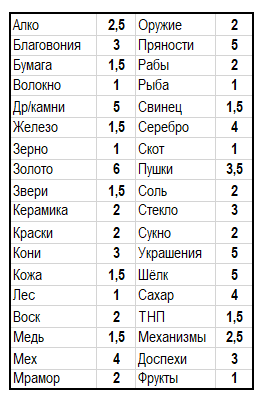 Алко 2,5 Оружие 2
Благовония 3 Пряности 5
Бумага 1,5 Рабы 2
Волокно 1 Рыба 1
Др/камни 5 Свинец 1,5
Железо 1,5 Серебро 4
Зерно 1 Скот 1
Золото 6 Пушки 3,5
Звери 1,5 Соль 2
Керамика 2 Стекло 3
Краски 2 Сукно 2
Кони 3 Украшения 5
Кожа 1,5 Шёлк 5
Лес 1 Сахар 4
Воск 2 ТНП 1,5
Медь 1,5 Механизмы 2,5
Мех 4 Доспехи 3
Мрамор 2 Фрукты 1